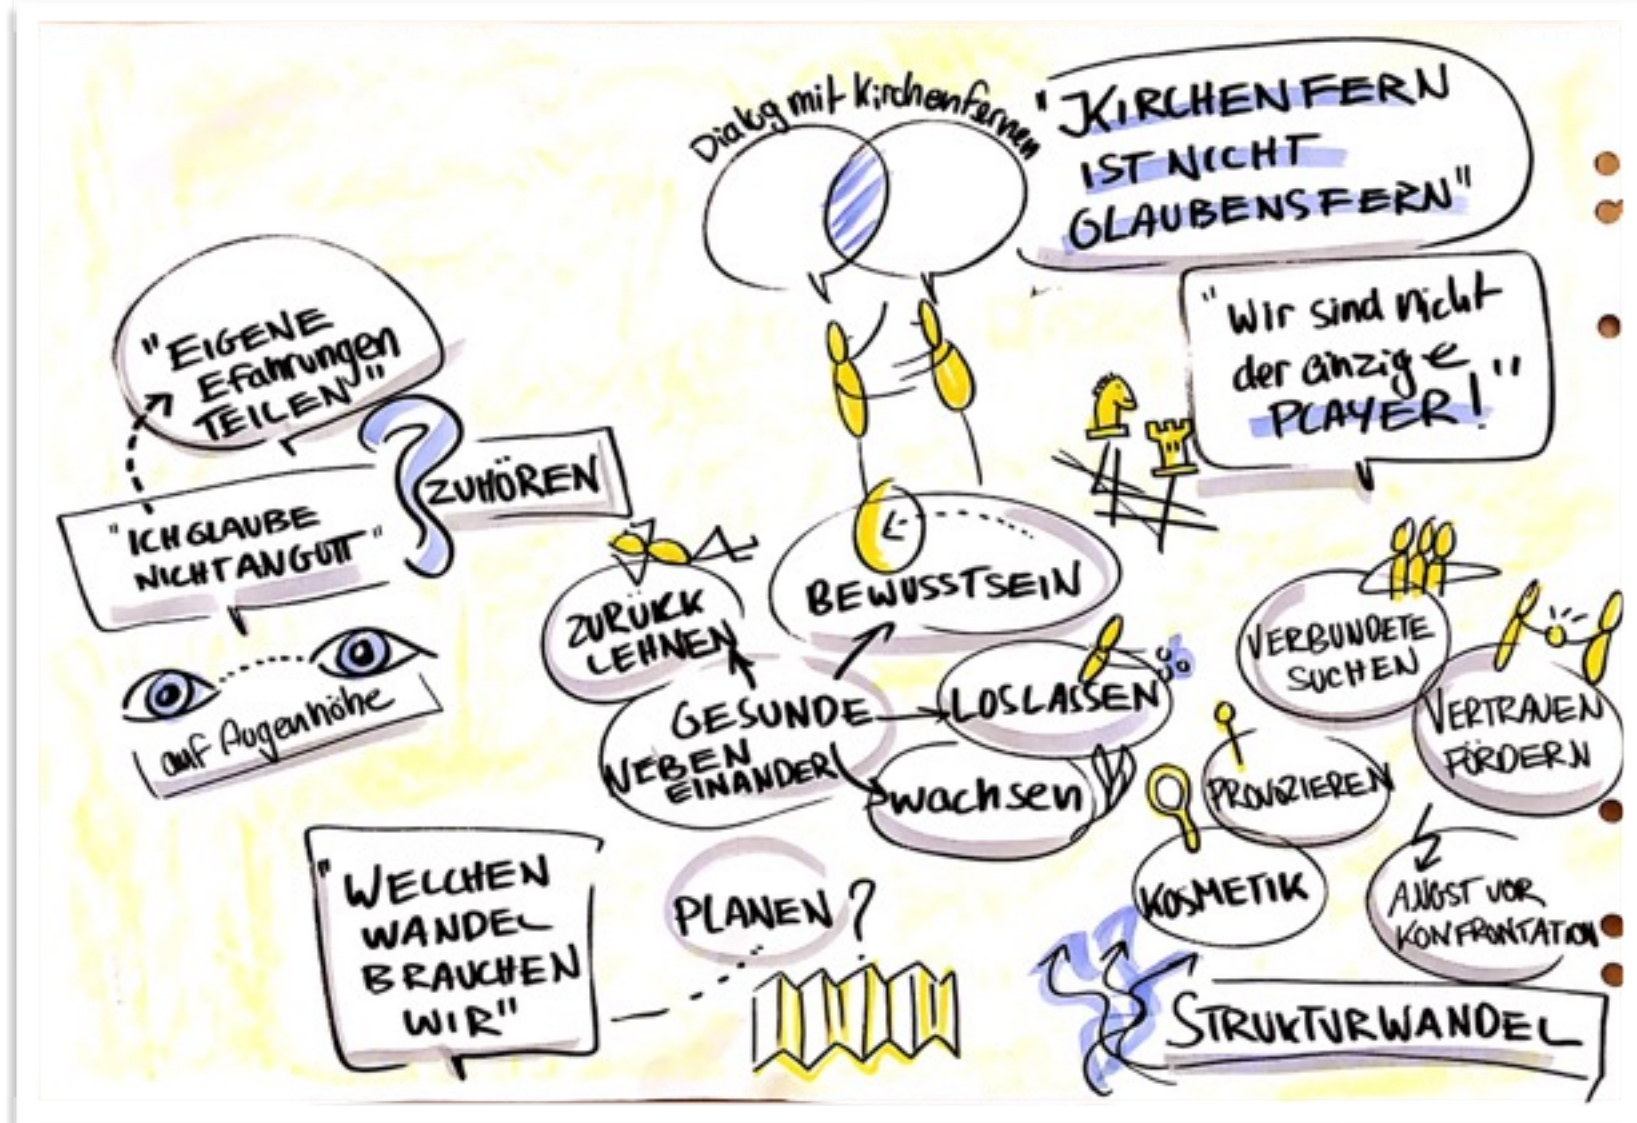 Dialog mit Kirchenfernen
"KIRCHENFERN
IST NICHT
GLAUBENSFERN"
"Wir sind nicht
der einzige
PLAYER!"
"EIGENE
Efahrungen
TEILEN"
ZUHÖREN
"ICH GLAUBE
NICHT AN GOTT"
auf Augenhöhe
BEWUSSTSEIN
ZURÜCK
LEHNEN
GESUNDE
NEBEN
EINANDER
LOSLASSEN
wachsen
VERBUNDETE
SUCHEN
VERTRAUEN
FÖRDERN
PROVOZIEREN
KOSMETIK
ANGST VOR
KONFRONTATION
STRUKTURWANDEL
"WELCHEN
WANDEL
BRAUCHEN
WIR"
PLANEN?